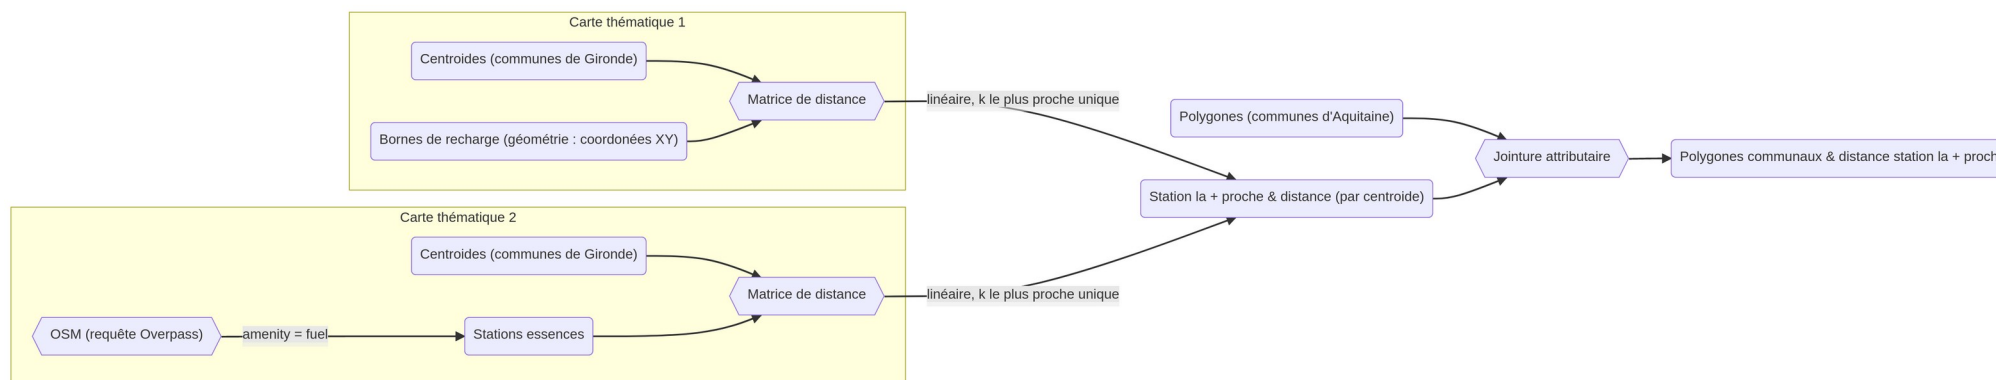 Carte thématique 1
Centroides (communes de Gironde)
Matrice de distance
Bornes de recharge (géométrie : coordonées XY)
linéaire, k le plus proche unique
Polygones (communes d'Aquitaine)
Jointure attributaire
Polygones communaux & distance station la + proch
Station la + proche & distance (par centroide)
Carte thématique 2
Centroides (communes de Gironde)
Matrice de distance
linéaire, k le plus proche unique
OSM (requête Overpass)
amenity = fuel
Stations essences